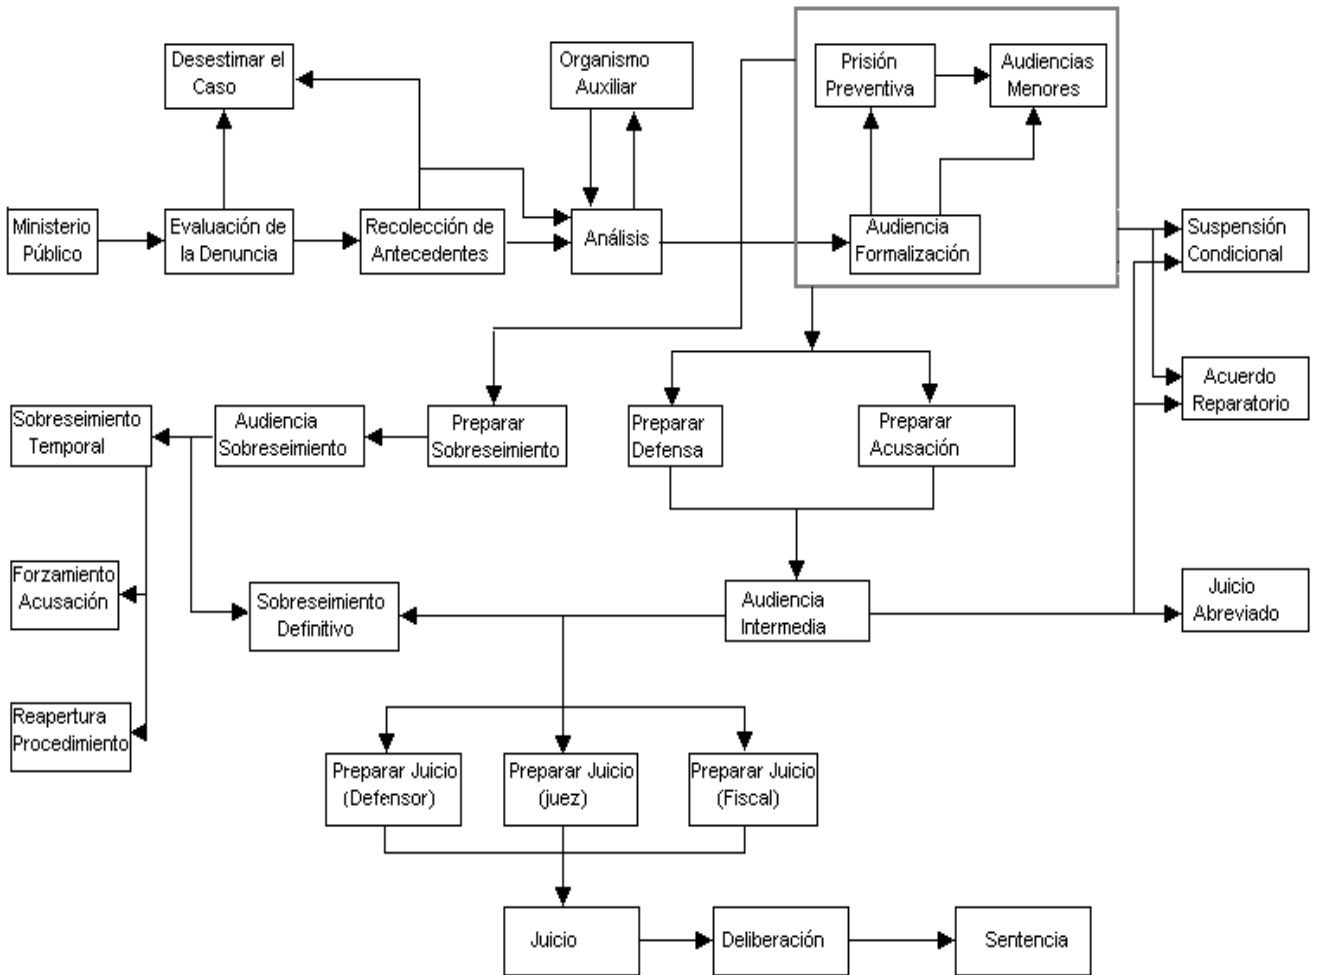 Desestimar el
Caso
Organismo
Auxiliar
Prisión
Preventiva
Audiencias
Menores
Ministerio
Público
Evaluación de
la Denuncia
Recolección de
Antecedentes
Análisis
Audiencia
Formalización
Suspensión
Condicional
Acuerdo
Reparatorio
Sobreseimiento
Temporal
Audiencia
Sobreseimiento
Preparar
Sobreseimiento
Preparar
Defensa
Preparar
Acusación
Forzamiento
Acusación
Sobreseimiento
Definitivo
Audiencia
Intermedia
Juicio
Abreviado
Reapertura
Procedimiento
Preparar Juicio
(Defensor)
Preparar Juicio
(juez)
Preparar Juicio
(Fiscal)
Juicio
Deliberación
Sentencia